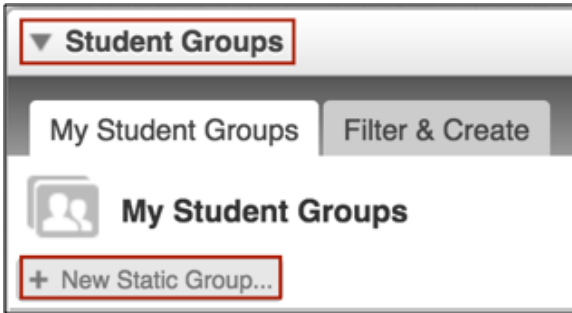 Student Groups
My Student Groups Filter & Create
My Student Groups
+ New Static Group...